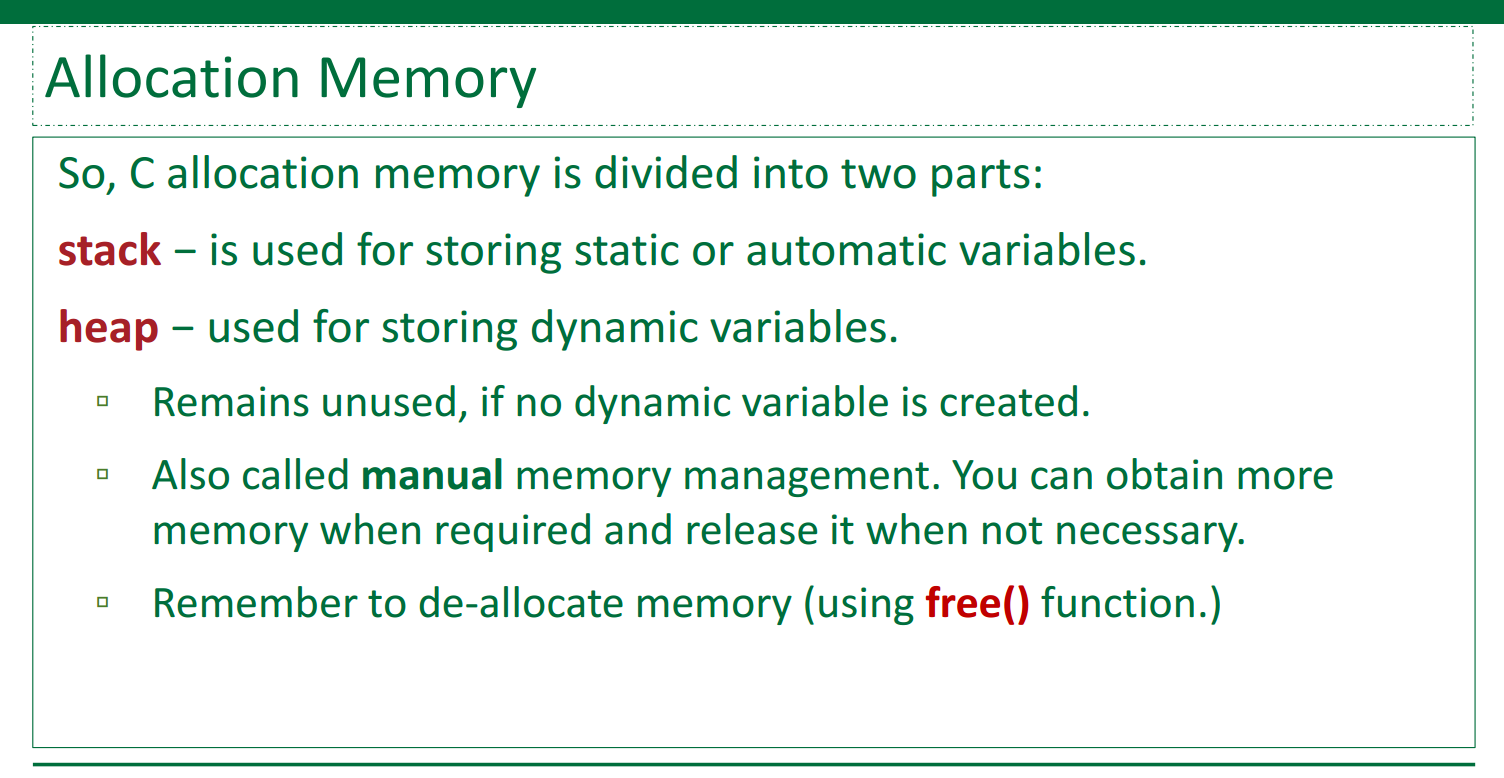 Allocation Memory
So, C allocation memory is divided into two parts:
stack – is used for storing static or automatic variables.
heap – used for storing dynamic variables.
▫ Remains unused, if no dynamic variable is created.
▫ Also called manual memory management. You can obtain more
memory when required and release it when not necessary.
▫ Remember to de-allocate memory (using free() function.)